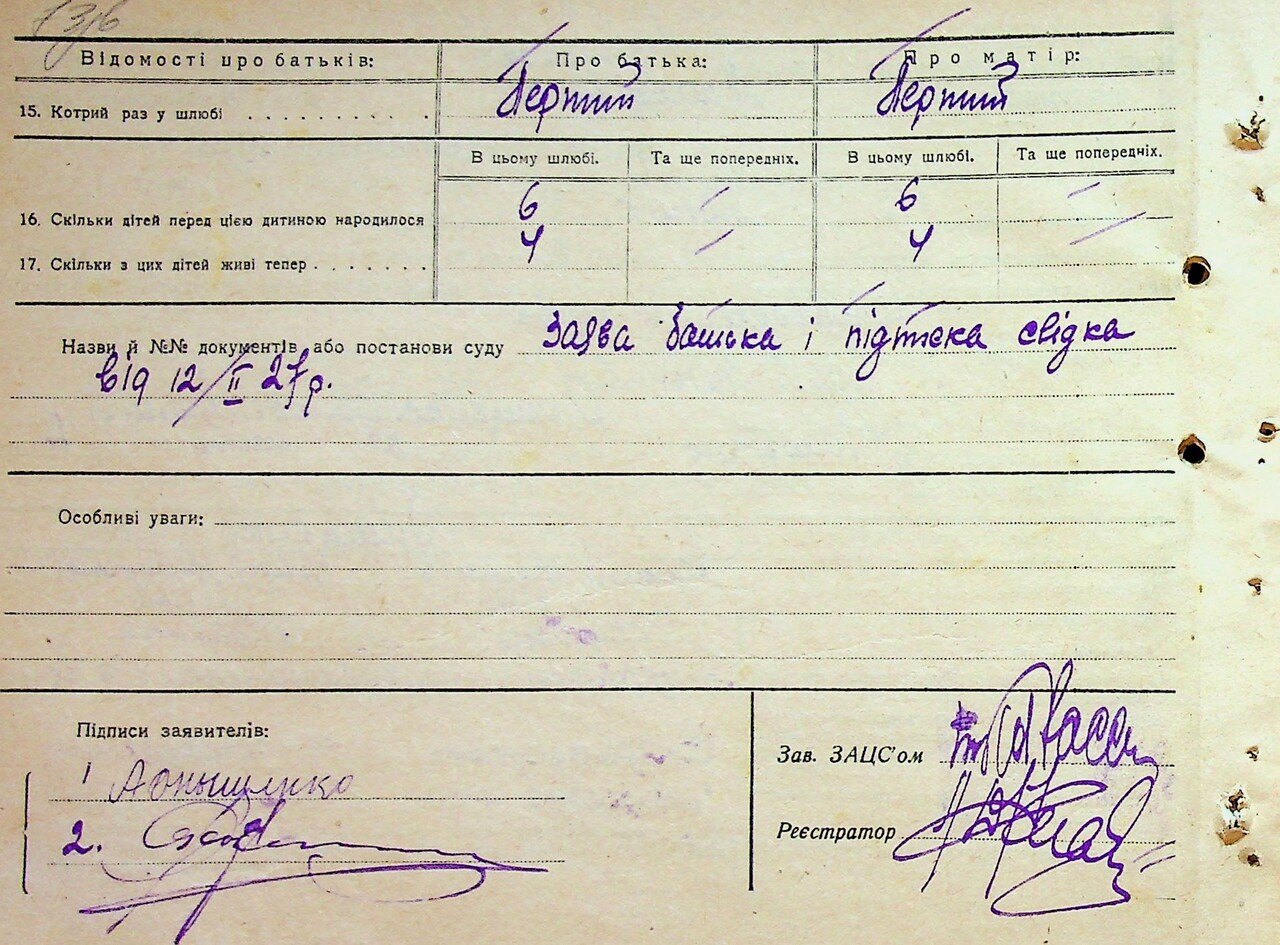 Відомості про батьків: Про батька: Про матір:
15. Котрий раз у шлюбі . . . . . . . . . . Перший Перший
В цьому шлюбі. Та ще попередніх. В цьому шлюбі. Та ще попередніх.
16. Скільки дітей перед цією дитиною народилося 6 — 6 —
17. Скільки з цих дітей живі тепер . . . . . . . 4 — 4 —
Назви й №№ документів або постанови суду Заява батька і підписка свідка
від 12/II 27р.
Особливі уваги:
Підписи заявителів:
1
2.
Зав. ЗАЦС'ом
Реєстратор